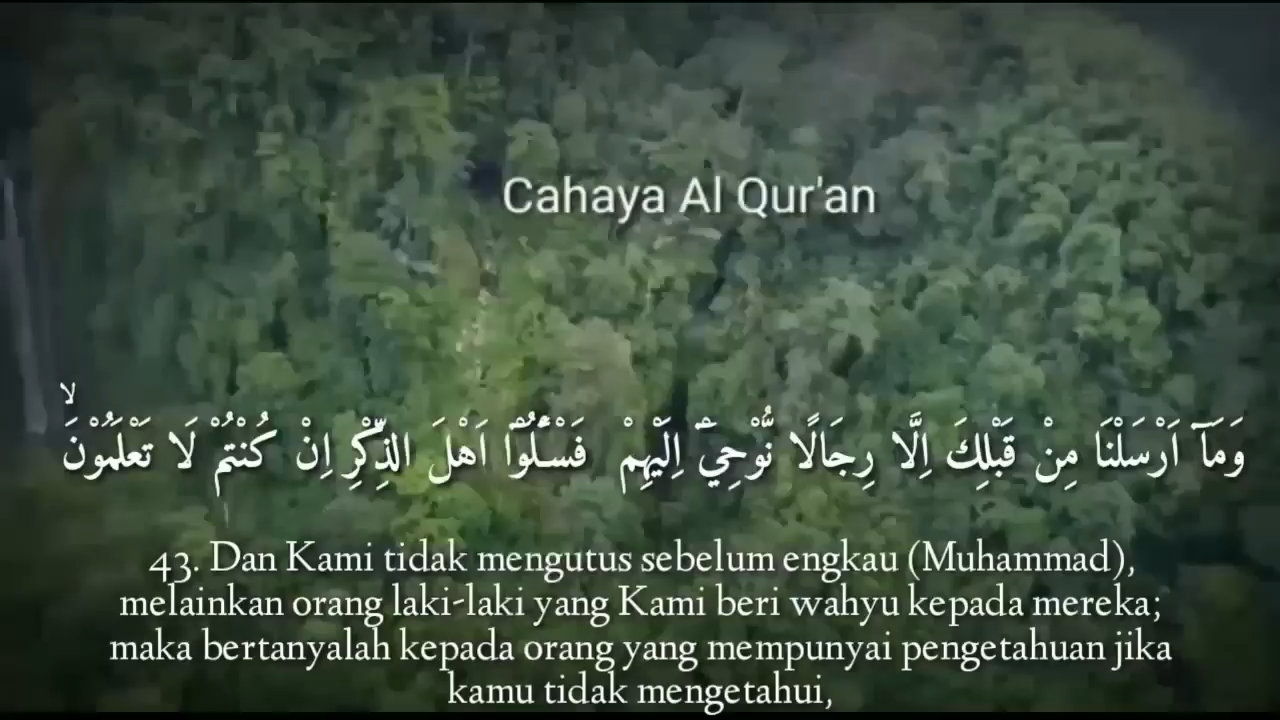 Cahaya Al Qur'an
وَمَآ اَرْسَلْنَا مِنْ قَبْلِكَ اِلَّا رِجَالًا نُّوْحِيْٓ اِلَيْهِمْ فَسْـَٔلُوْٓا اَهْلَ الذِّكْرِ اِنْ كُنْتُمْ لَا تَعْلَمُوْنَۙ
43. Dan Kami tidak mengutus sebelum engkau (Muhammad),
melainkan orang laki-laki yang Kami beri wahyu kepada mereka;
maka bertanyalah kepada orang yang mempunyai pengetahuan jika
kamu tidak mengetahui,